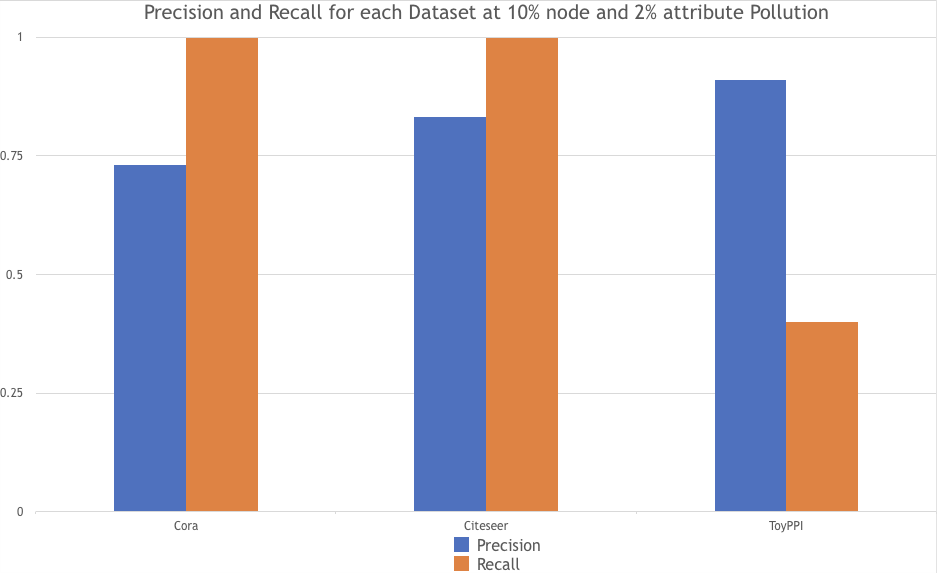 Precision and Recall for each Dataset at 10% node and 2% attribute Pollution
1
0.75
0.5
0.25
0
Cora Citeseer ToyPPI
Precision
Recall